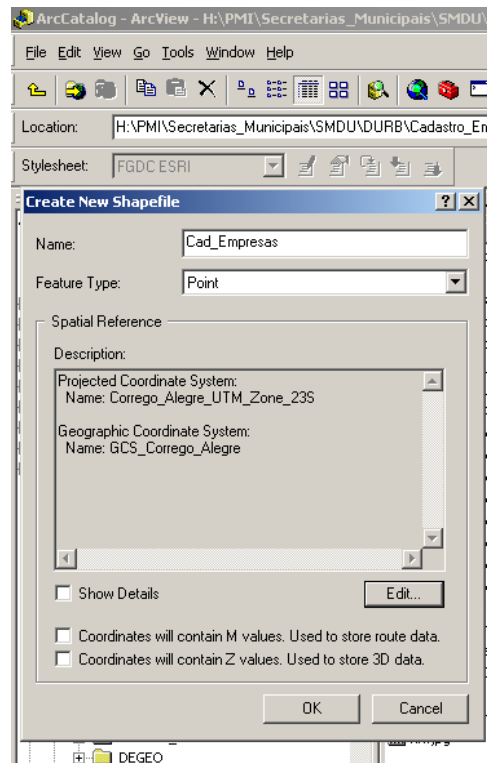 ArcCatalog - ArcView - H:\PMI\Secretarias_Municipais\SMDU\
File Edit View Go Tools Window Help
Location: H:\PMI\Secretarias_Municipais\SMDU\DURB\Cadastro_Em
Stylesheet: FGDC ESRI
Create New Shapefile
Name: Cad_Empresas
Feature Type: Point
Spatial Reference
Description:
Projected Coordinate System:
Name: Corrego_Alegre_UTM_Zone_23S
Geographic Coordinate System:
Name: GCS_Corrego_Alegre
Show Details
Edit...
Coordinates will contain M values. Used to store route data.
Coordinates will contain Z values. Used to store 3D data.
OK Cancel
DEGEO